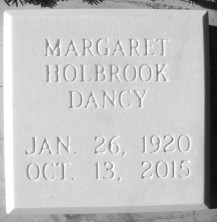 MARGARET
HOLBROOK
DANCY
JAN. 26, 1920
OCT. 13, 2015